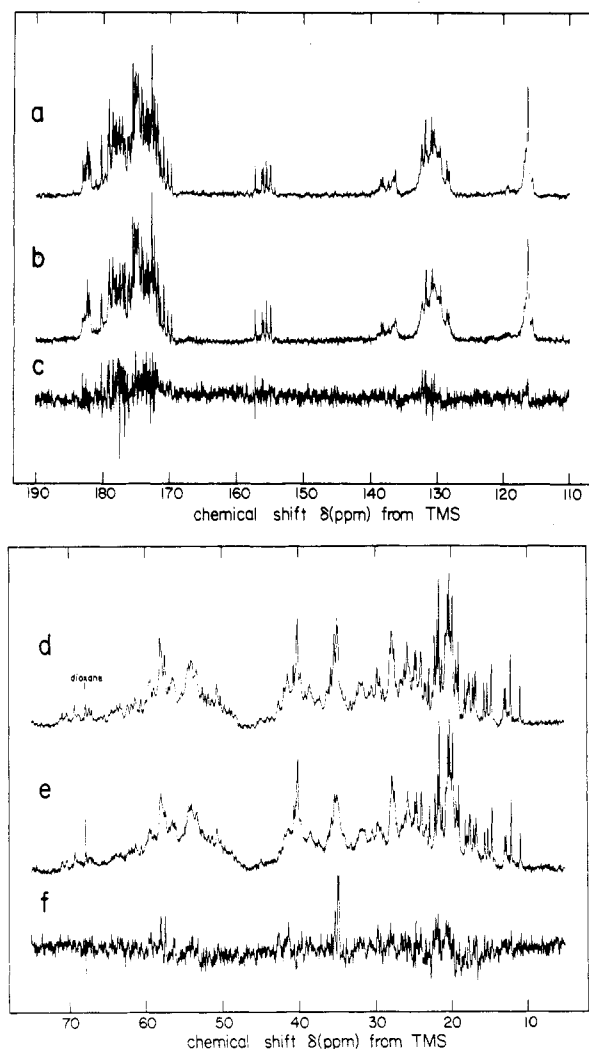 a
b
c
190 180 170 160 150 140 130 120 110
chemical shift δ(ppm) from TMS
d
dioxane
e
f
70 60 50 40 30 20 10
chemical shift δ(ppm) from TMS